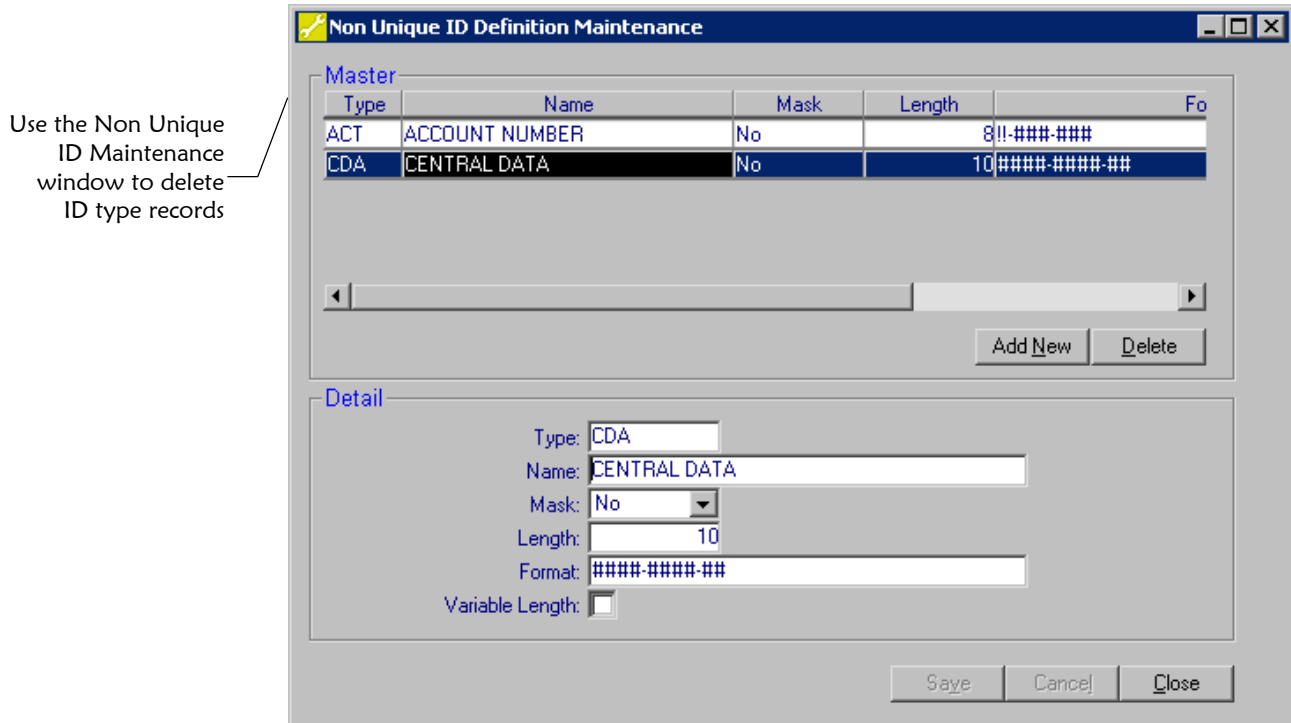 Non Unique ID Definition Maintenance
Use the Non Unique
ID Maintenance
window to delete
ID type records
Master
Type Name Mask Length Fo
ACT ACCOUNT NUMBER No 8 !!-###-###
CDA CENTRAL DATA No 10 ####-####-##
Add New Delete
Detail
Type: CDA
Name: CENTRAL DATA
Mask: No
Length: 10
Format: ####-####-##
Variable Length:
Save Cancel Close